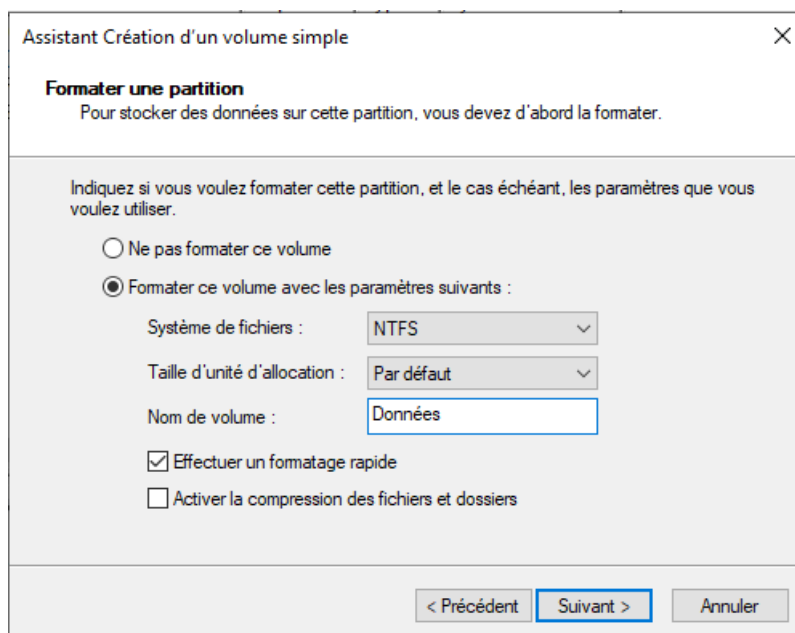 Assistant Création d'un volume simple
Formater une partition
Pour stocker des données sur cette partition, vous devez d'abord la formater.
Indiquez si vous voulez formater cette partition, et le cas échéant, les paramètres que vous
voulez utiliser.
Ne pas formater ce volume
Formater ce volume avec les paramètres suivants :
Système de fichiers : NTFS
Taille d'unité d'allocation : Par défaut
Nom de volume : Données
Effectuer un formatage rapide
Activer la compression des fichiers et dossiers
< Précédent Suivant > Annuler